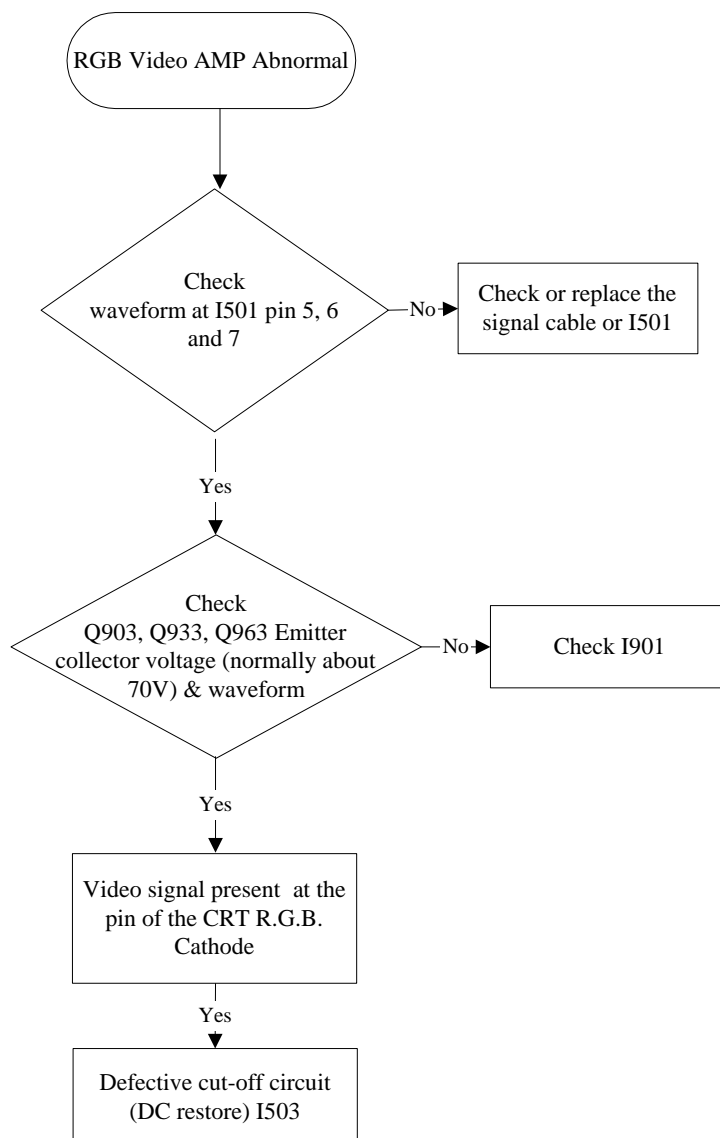 RGB Video AMP Abnormal
Check
waveform at I501 pin 5, 6
and 7
No
Check or replace the
signal cable or I501
Yes
Check
Q903, Q933, Q963 Emitter
collector voltage (normally about
70V) & waveform
No
Check I901
Yes
Video signal present at the
pin of the CRT R.G.B.
Cathode
Yes
Defective cut-off circuit
(DC restore) I503